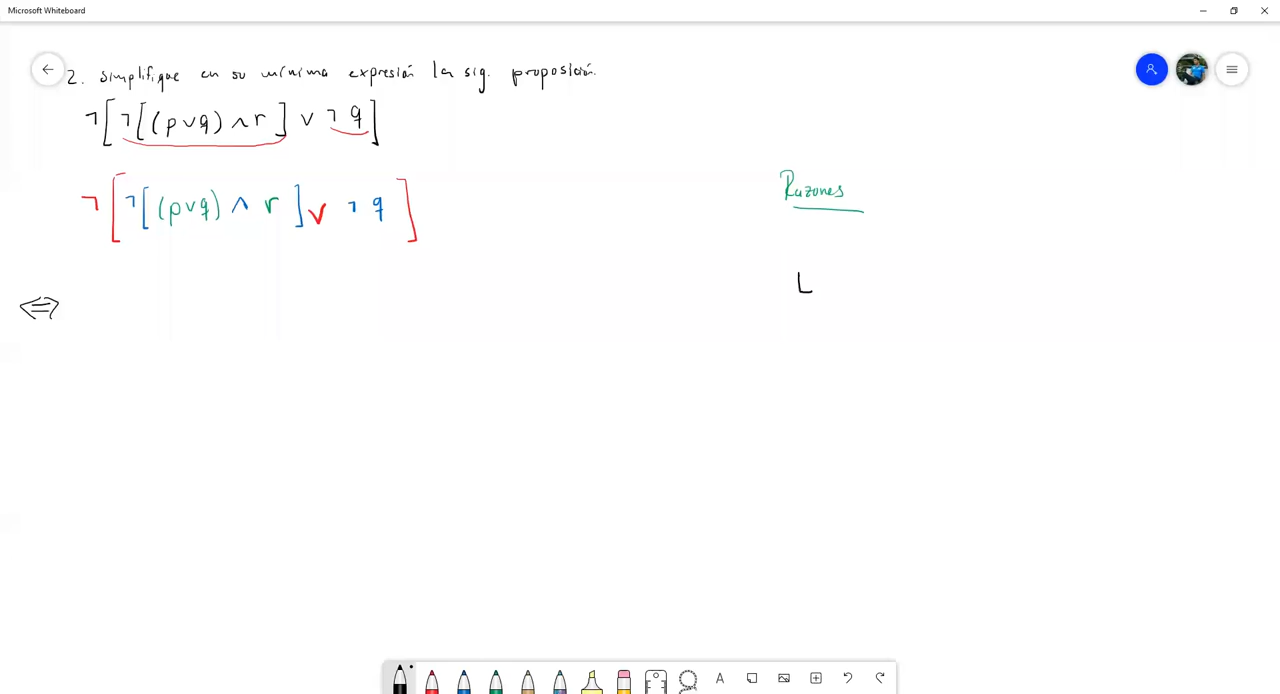 Microsoft Whiteboard
2. Simplifique en su mínima expresión la sig. proposición.
¬[¬[(p∨q)∧r]∨¬q]
Razones
¬[¬[(p∨q)∧r]∨¬q]
L
⇔
A